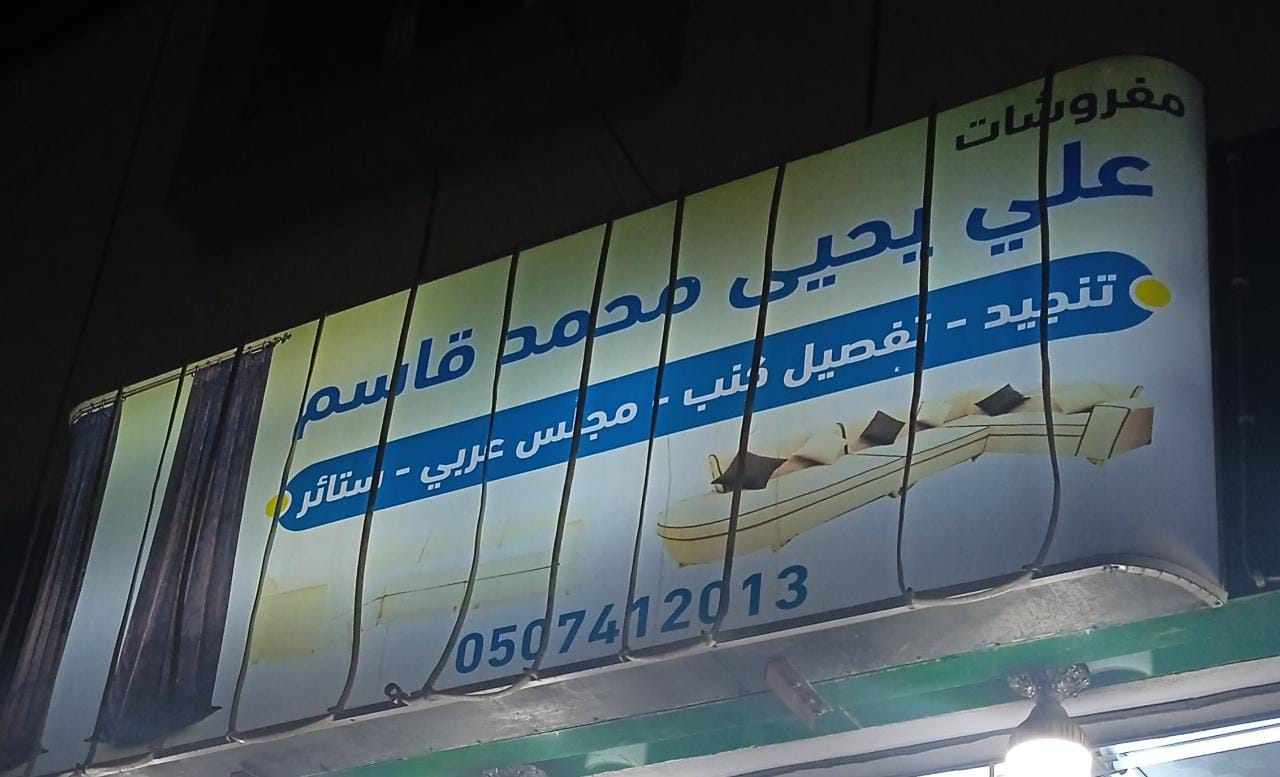 مفروشات
علي يحيى محمد قاسم
تنجيد - تفصيل كنب - مجلس عربي - ستائر
0507412013